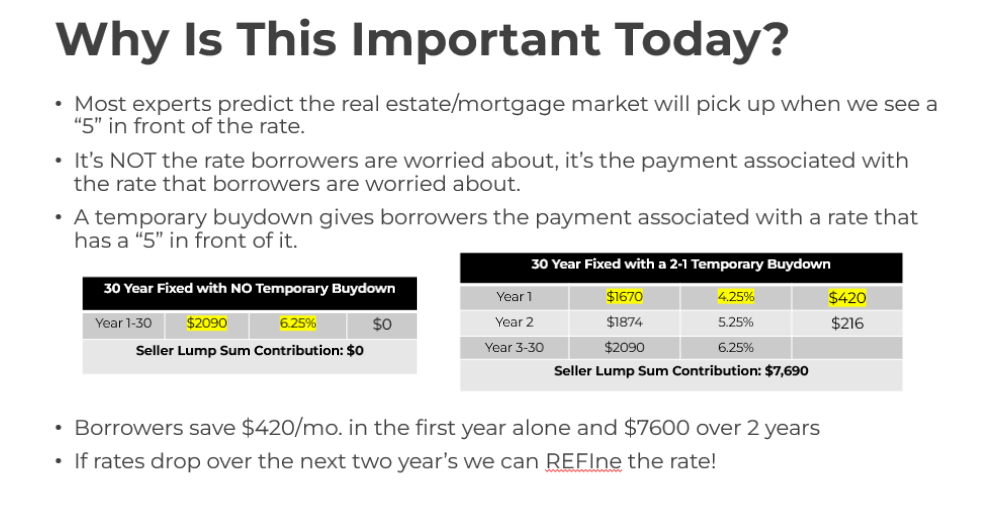 Why Is This Important Today?
• Most experts predict the real estate/mortgage market will pick up when we see a
“5” in front of the rate.
• It’s NOT the rate borrowers are worried about, it’s the payment associated with
the rate that borrowers are worried about.
• A temporary buydown gives borrowers the payment associated with a rate that
has a “5” in front of it.
30 Year Fixed with NO Temporary Buydown
Year 1-30 $2090 6.25% $0
Seller Lump Sum Contribution: $0
30 Year Fixed with a 2-1 Temporary Buydown
Year 1 $1670 4.25% $420
Year 2 $1874 5.25% $216
Year 3-30 $2090 6.25%
Seller Lump Sum Contribution: $7,690
• Borrowers save $420/mo. in the first year alone and $7600 over 2 years
• If rates drop over the next two year’s we can REFIne the rate!